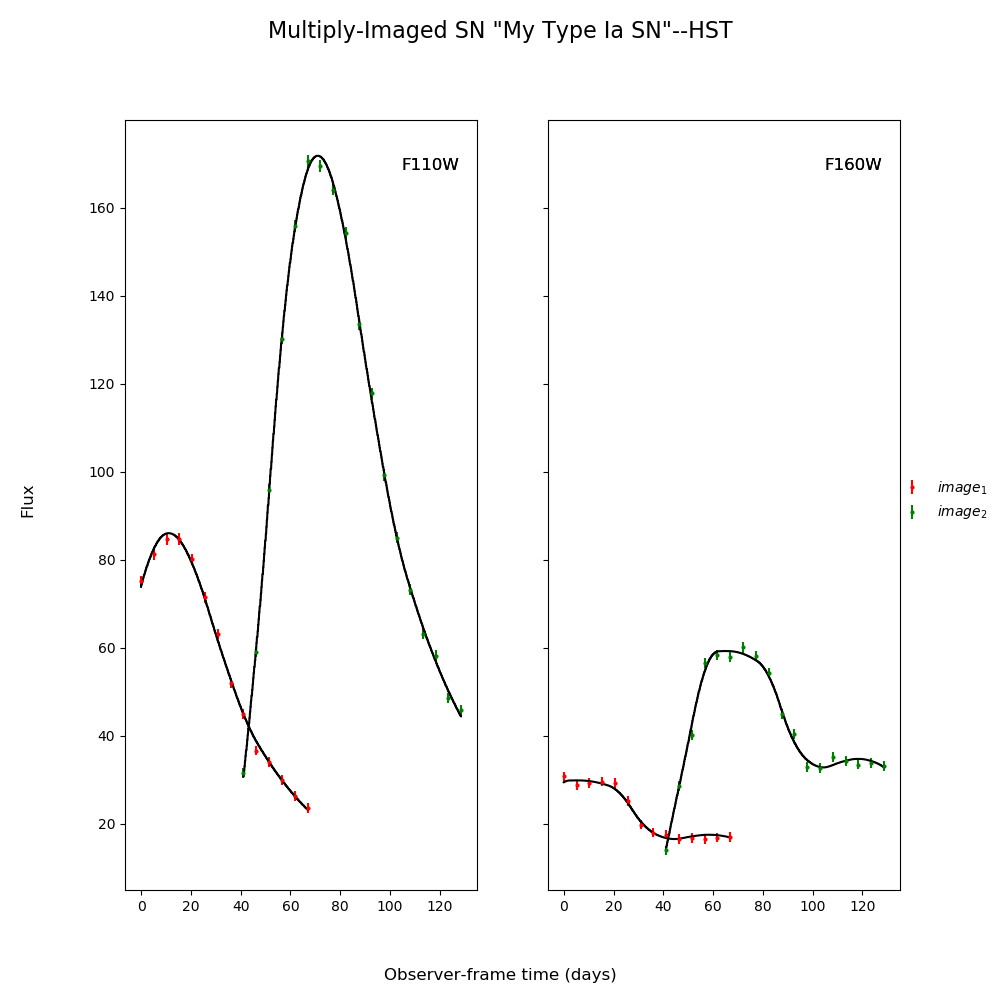 Multiply-Imaged SN "My Type Ia SN"--HST
F110W
F160W
160
140
120
100
80
60
40
20
Flux
image1
image2
0 20 40 60 80 100 120
0 20 40 60 80 100 120
Observer-frame time (days)